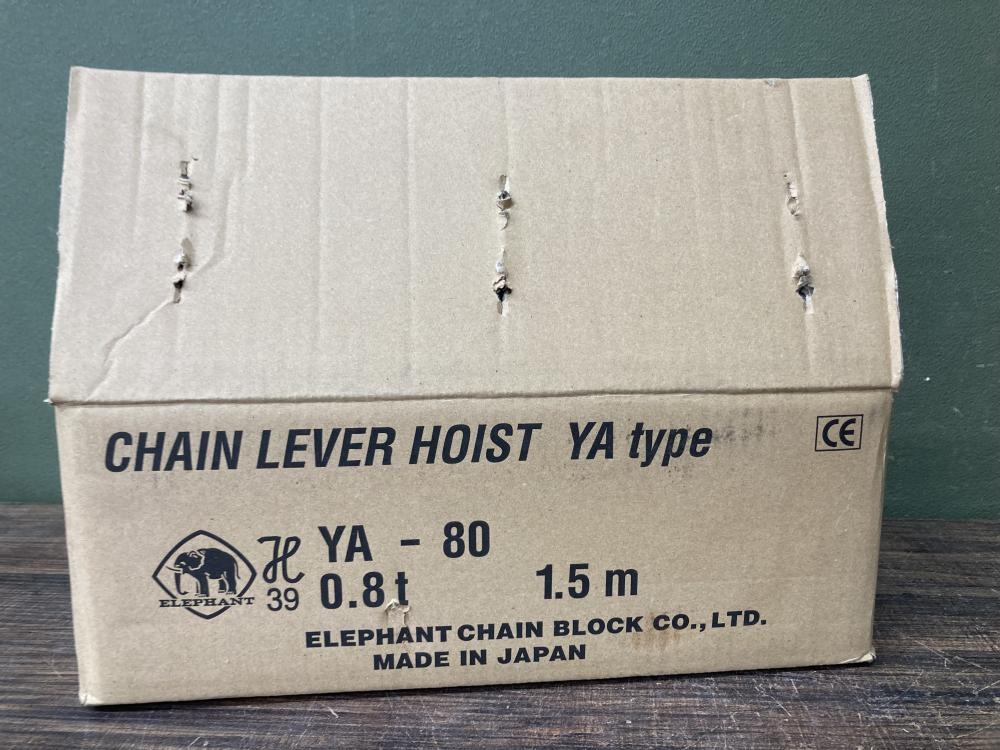 CHAIN LEVER HOIST YA type
CE
ELEPHANT
H
39
YA - 80
0.8t 1.5 m
ELEPHANT CHAIN BLOCK CO., LTD.
MADE IN JAPAN